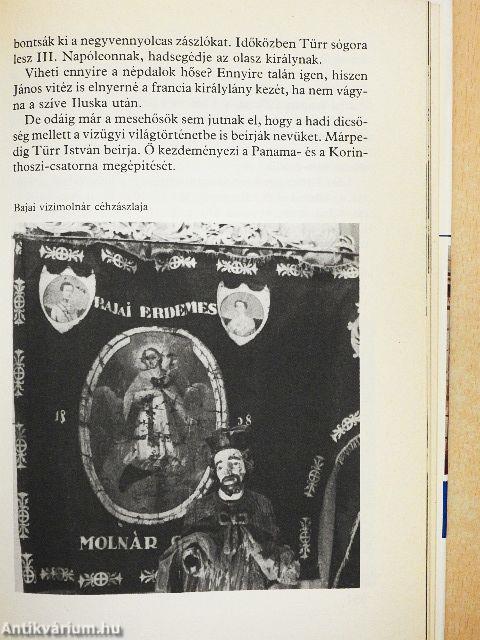 bontsák ki a negyvennyolcas zászlókat. Időközben Türr sógora
lesz III. Napóleonnak, hadsegédje az olasz királynak.
Viheti ennyire a népdalok hőse? Ennyire talán igen, hiszen
János vitéz is elnyerné a francia királylány kezét, ha nem vágy-
na a szíve Iluska után.
De odáig már a mesehősök sem jutnak el, hogy a hadi dicső-
ség mellett a vízügyi világtörténetbe is beírják nevüket. Márpe-
dig Türr István beírja. Ő kezdeményezi a Panama- és a Korin-
thoszi-csatorna megépítését.
Bajai vízimolnár céhzászlaja
BAJAI ERDEMES
18
MOLNÁR
Antikvárium.hu